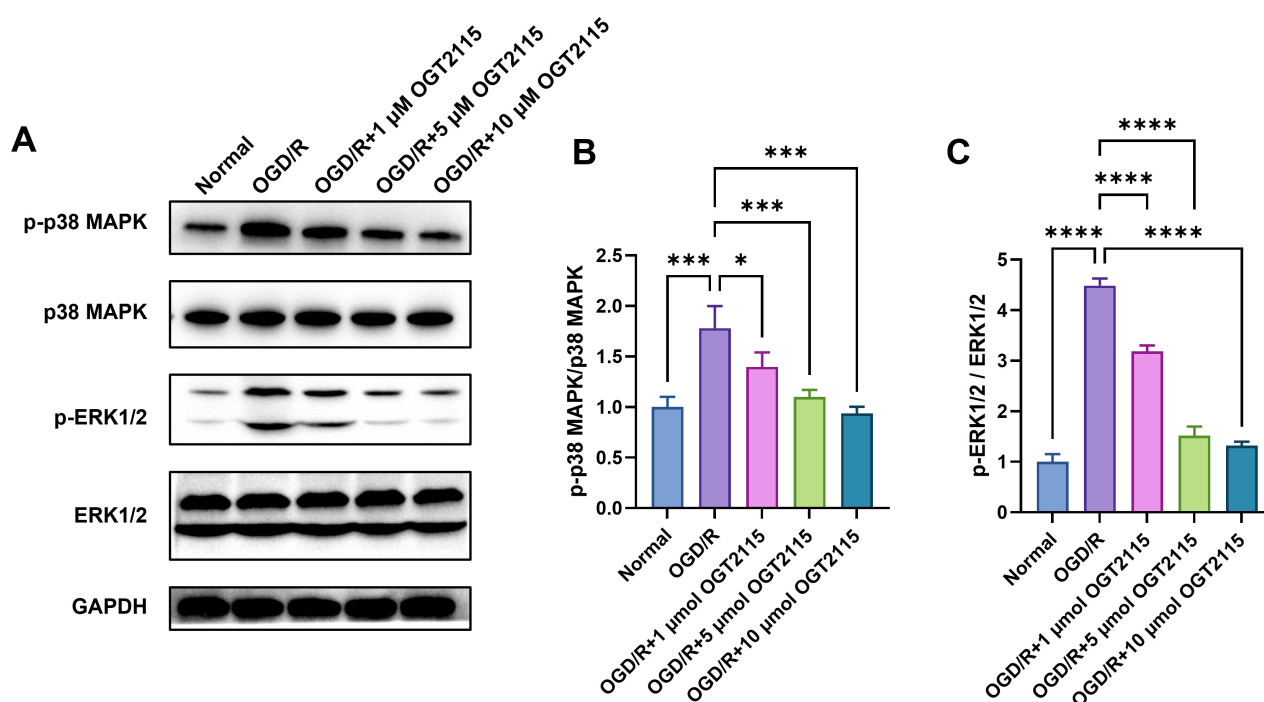 A
Normal
OGD/R
OGD/R+1 μM OGT2115
OGD/R+5 μM OGT2115
OGD/R+10 μM OGT2115
p-p38 MAPK
p38 MAPK
p-ERK1/2
ERK1/2
GAPDH
B
p-p38 MAPK/p38 MAPK
2.5
2.0
1.5
1.0
0.5
0.0
***
*
***
***
Normal
OGD/R
OGD/R+1 μmol OGT2115
OGD/R+5 μmol OGT2115
OGD/R+10 μmol OGT2115
C
p-ERK1/2 / ERK1/2
5
4
3
2
1
0
****
****
****
****
Normal
OGD/R
OGD/R+1 μmol OGT2115
OGD/R+5 μmol OGT2115
OGD/R+10 μmol OGT2115